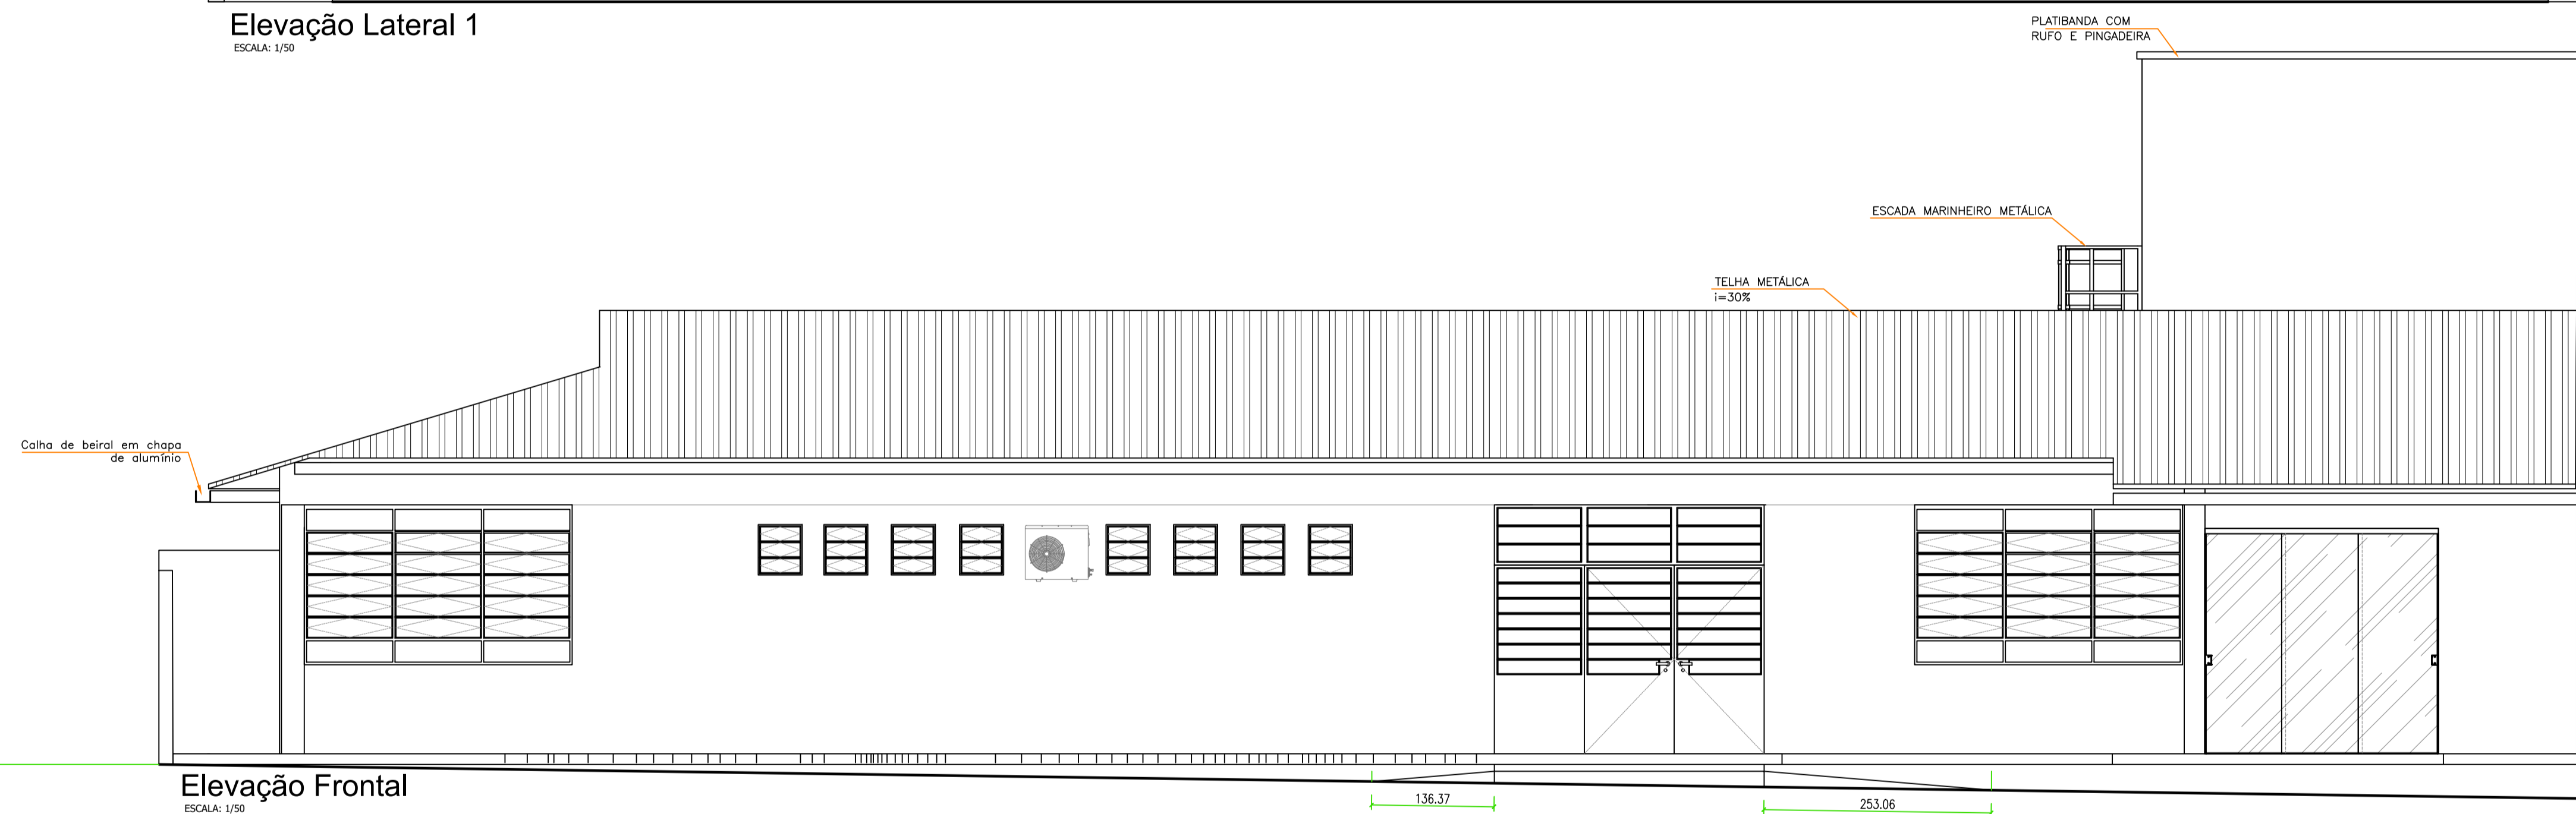 Elevação Lateral 1
ESCALA: 1/50
PLATIBANDA COM
RUFO E PINGADEIRA
ESCADA MARINHEIRO METÁLICA
TELHA METÁLICA
i=30%
Calha de beiral em chapa
de alumínio
Elevação Frontal
ESCALA: 1/50
136.37
253.06